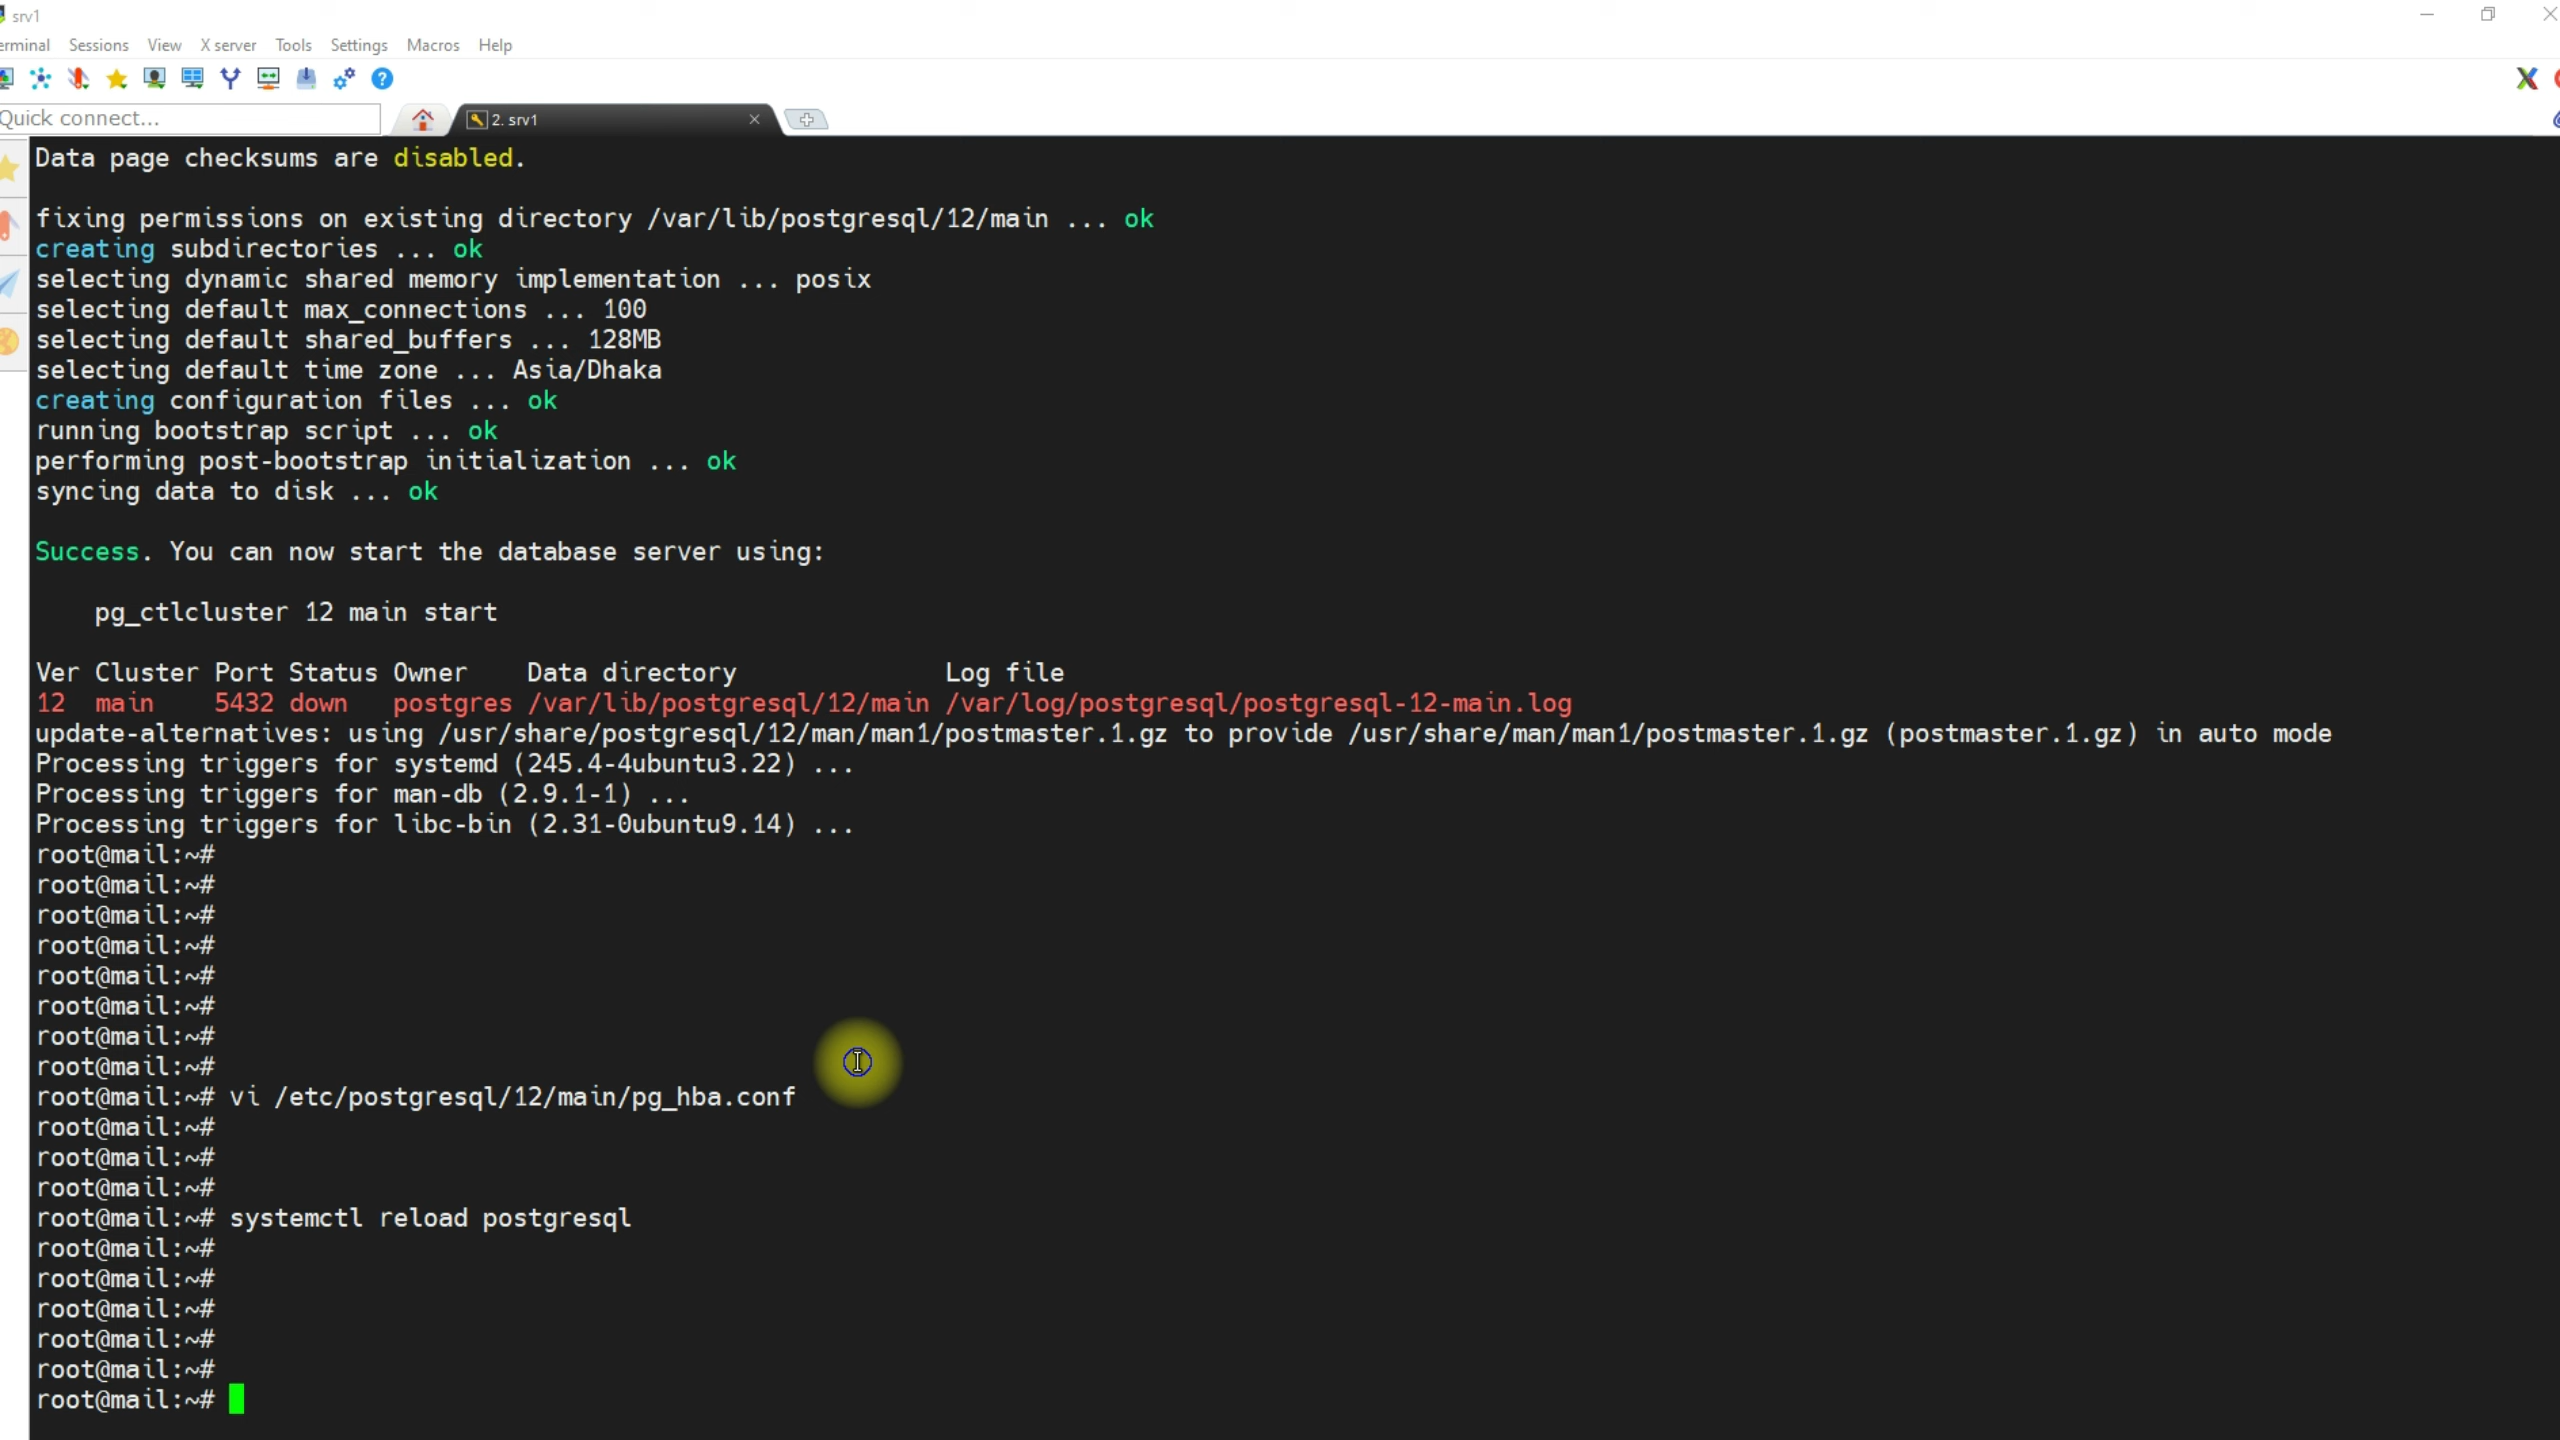 srv1
erminal Sessions View X server Tools Settings Macros Help
Quick connect...
2. srv1
Data page checksums are disabled.
fixing permissions on existing directory /var/lib/postgresql/12/main ... ok
creating subdirectories ... ok
selecting dynamic shared memory implementation ... posix
selecting default max_connections ... 100
selecting default shared_buffers ... 128MB
selecting default time zone ... Asia/Dhaka
creating configuration files ... ok
running bootstrap script ... ok
performing post-bootstrap initialization ... ok
syncing data to disk ... ok
Success. You can now start the database server using:
pg_ctlcluster 12 main start
Ver Cluster Port Status Owner Data directory Log file
12 main 5432 down postgres /var/lib/postgresql/12/main /var/log/postgresql/postgresql-12-main.log
update-alternatives: using /usr/share/postgresql/12/man/man1/postmaster.1.gz to provide /usr/share/man/man1/postmaster.1.gz (postmaster.1.gz) in auto mode
Processing triggers for systemd (245.4-4ubuntu3.22) ...
Processing triggers for man-db (2.9.1-1) ...
Processing triggers for libc-bin (2.31-0ubuntu9.14) ...
root@mail:~#
root@mail:~#
root@mail:~#
root@mail:~#
root@mail:~#
root@mail:~#
root@mail:~#
root@mail:~#
root@mail:~# vi /etc/postgresql/12/main/pg_hba.conf
root@mail:~#
root@mail:~#
root@mail:~#
root@mail:~# systemctl reload postgresql
root@mail:~#
root@mail:~#
root@mail:~#
root@mail:~#
root@mail:~#
root@mail:~#